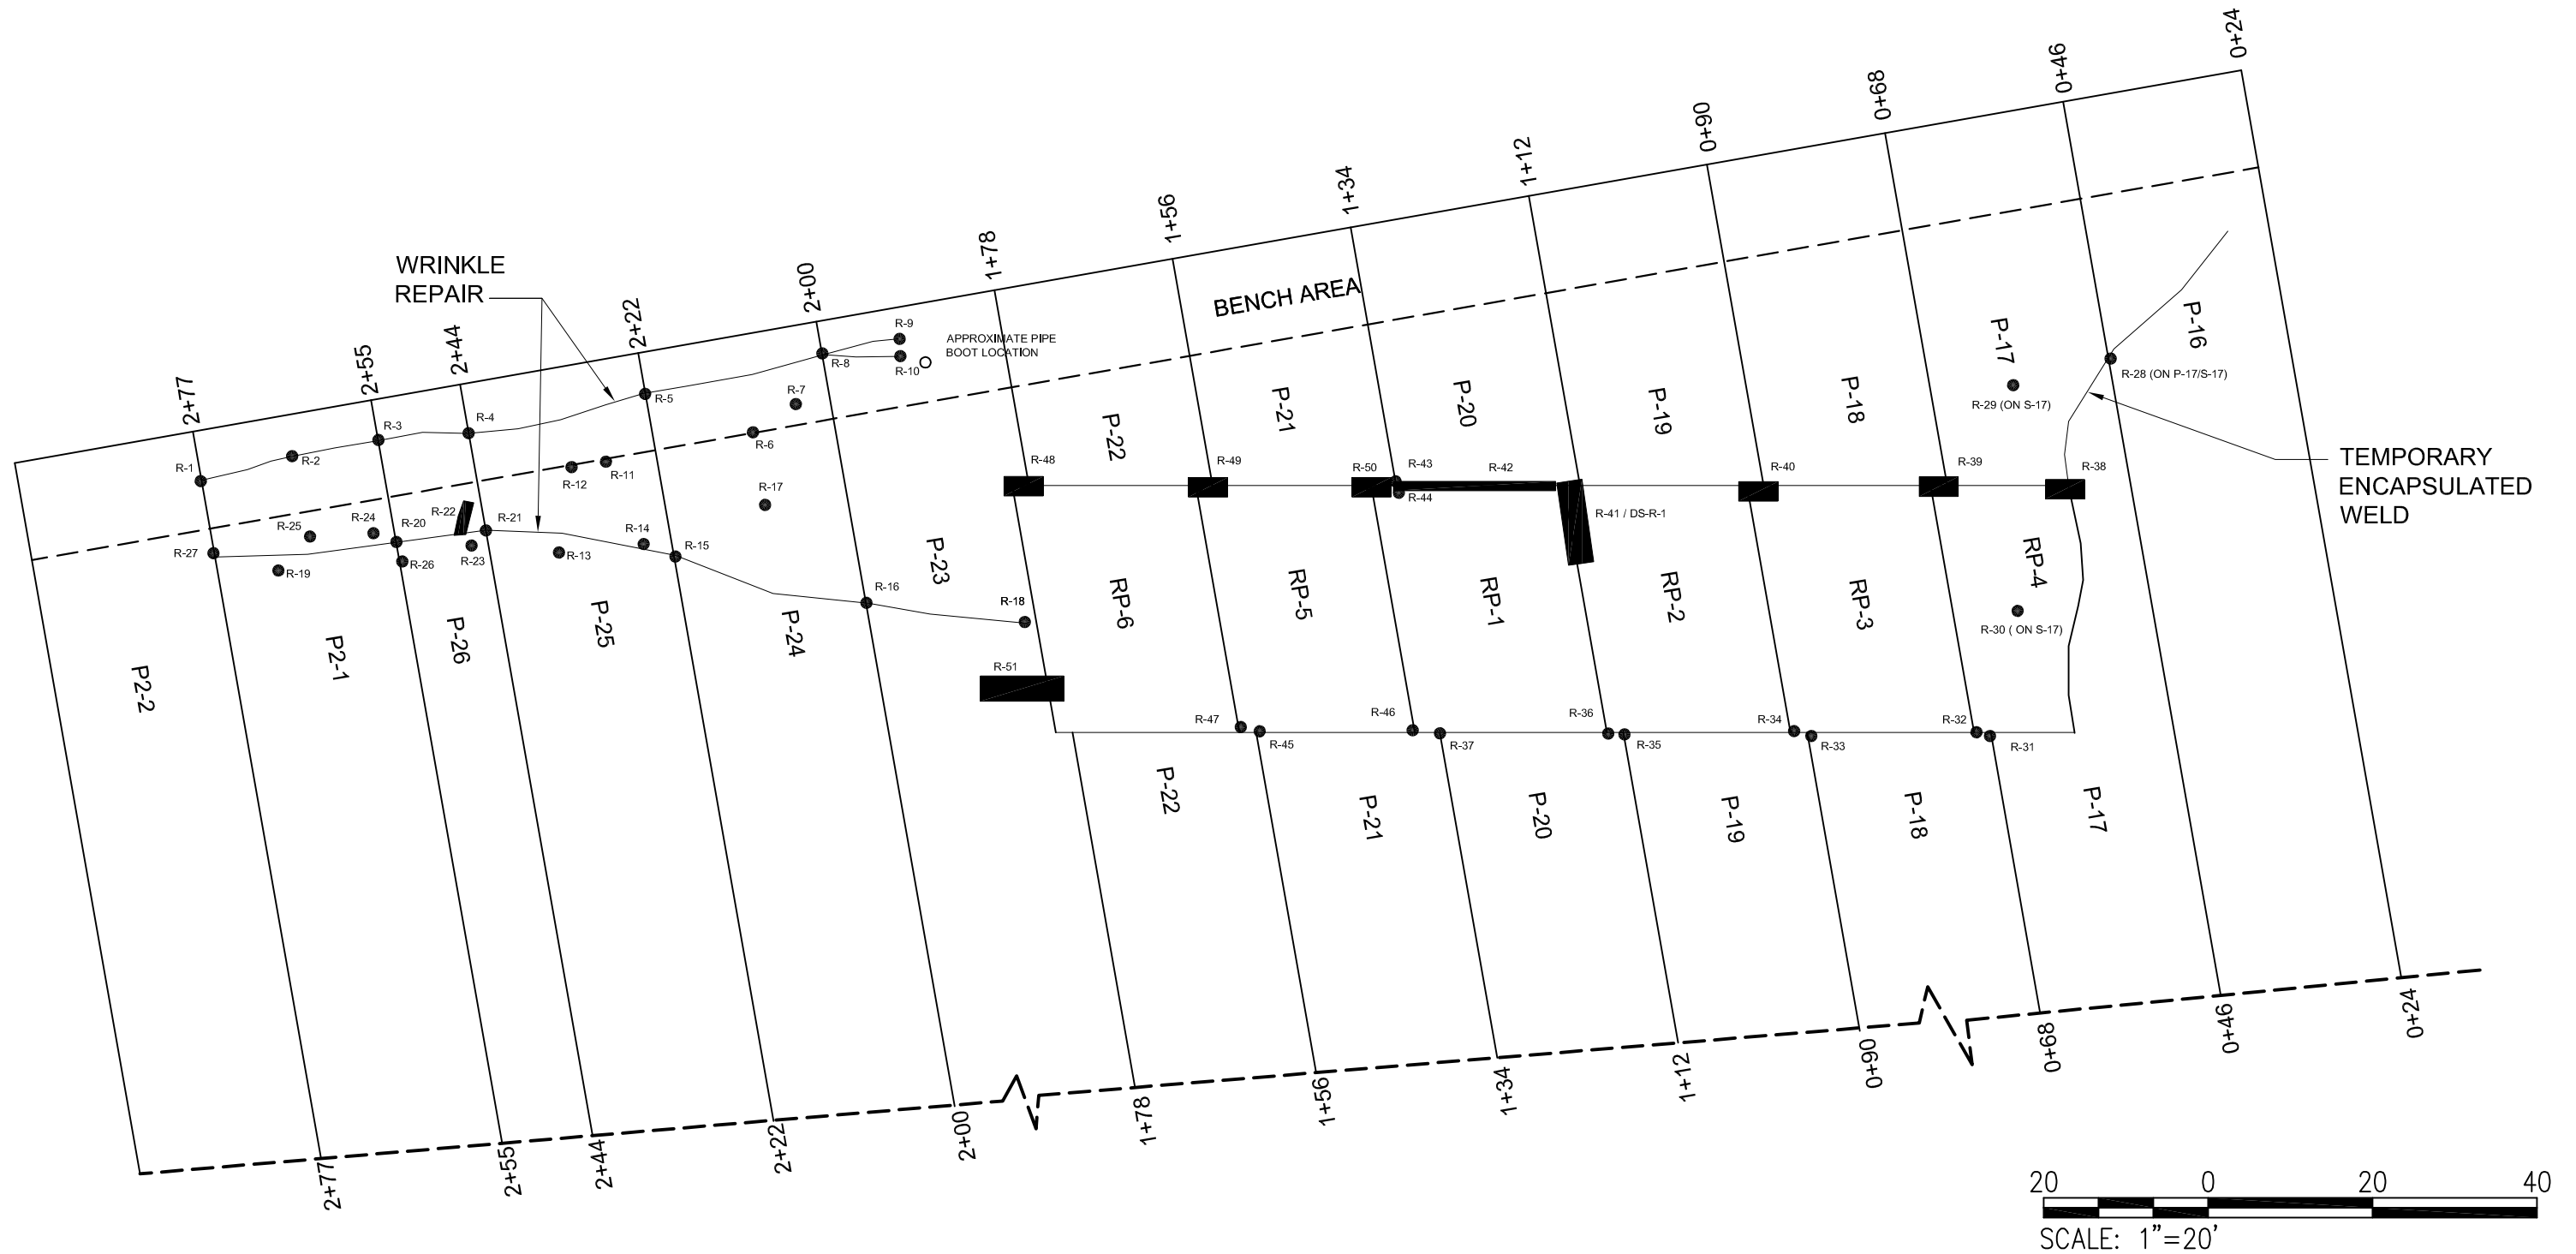 0+24
0+46
0+68
0+90
1+12
1+34
1+56
1+78
2+00
2+22
2+44
2+55
2+77
WRINKLE
REPAIR
BENCH AREA
R-9
APPROXIMATE PIPE
BOOT LOCATION
R-8
R-10
R-7
R-5
R-6
R-4
R-3
R-2
R-1
R-11
R-12
R-17
R-22
R-21
R-20
R-24
R-25
R-14
R-15
R-13
R-23
R-26
R-27
R-19
R-16
R-18
R-51
P-16
P-17
R-28 (ON P-17/S-17)
R-29 (ON S-17)
P-18
P-19
P-20
P-21
P-22
TEMPORARY
ENCAPSULATED
WELD
R-48
R-49
R-50
R-43
R-42
R-44
R-40
R-39
R-38
R-41 / DS-R-1
P-23
RP-6
RP-5
RP-1
RP-2
RP-3
RP-4
R-30 ( ON S-17)
P-24
P-25
P-26
P2-1
P2-2
R-47
R-45
R-46
R-37
R-36
R-35
R-34
R-33
R-32
R-31
P-22
P-21
P-20
P-19
P-18
P-17
0+24
0+46
0+68
0+90
1+12
1+34
1+56
1+78
2+00
2+22
2+44
2+55
2+77
20 0 20 40
SCALE: 1"=20'